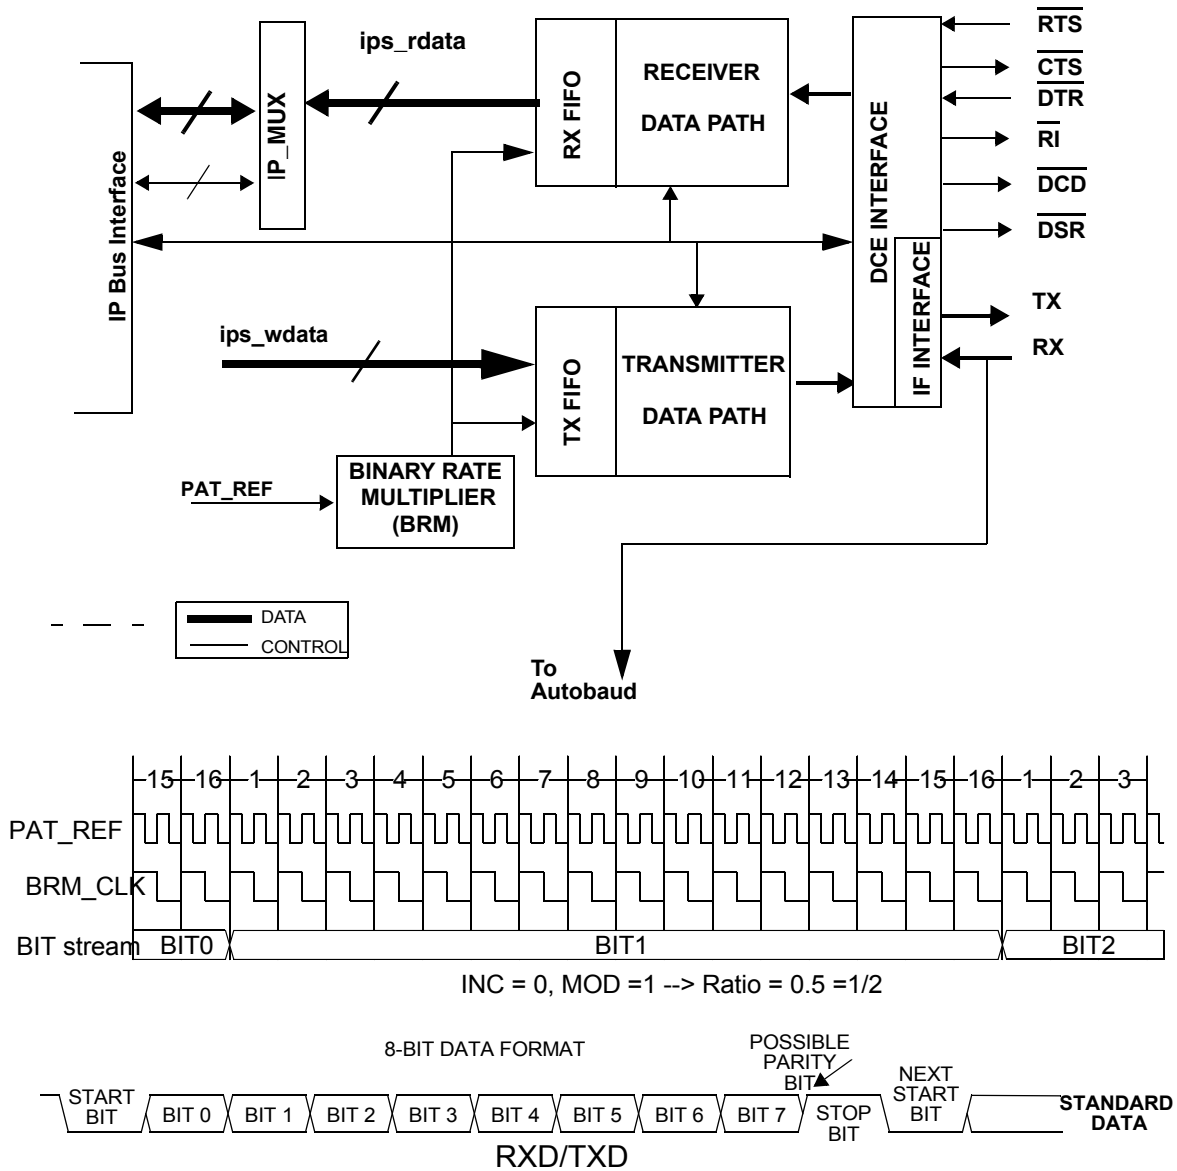 ips_rdata
IP Bus Interface
IP_MUX
RX FIFO
RECEIVER
DATA PATH
DCE INTERFACE
IF INTERFACE
RTS
CTS
DTR
RI
DCD
DSR
TX
RX
ips_wdata
TX FIFO
TRANSMITTER
DATA PATH
PAT_REF
BINARY RATE
MULTIPLIER
(BRM)
DATA
CONTROL
To
Autobaud
15 16 1 2 3 4 5 6 7 8 9 10 11 12 13 14 15 16 1 2 3
PAT_REF
BRM_CLK
BIT stream BIT0 BIT1 BIT2
INC = 0, MOD =1 --> Ratio = 0.5 =1/2
8-BIT DATA FORMAT
POSSIBLE
PARITY
BIT
START
BIT
BIT 0 BIT 1 BIT 2 BIT 3 BIT 4 BIT 5 BIT 6 BIT 7
STOP
BIT
NEXT
START
BIT
STANDARD
DATA
RXD/TXD